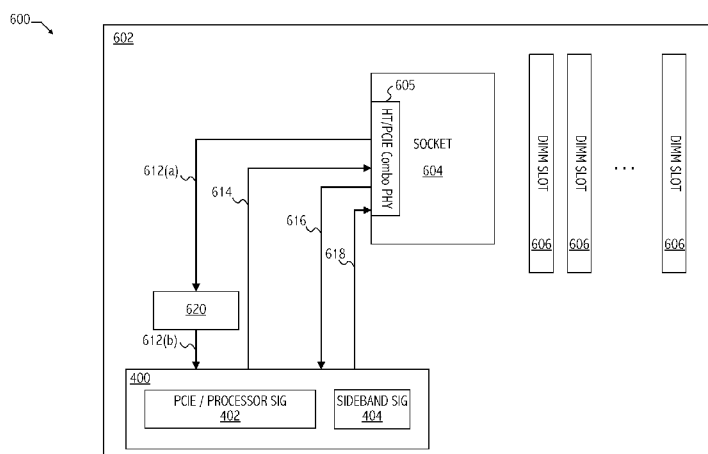 600
602
605
HT/PCIE Combo PHY
SOCKET
604
DIMM SLOT
606
DIMM SLOT
606
...
DIMM SLOT
606
612(a)
614
616
618
620
612(b)
400
PCIE / PROCESSOR SIG
402
SIDEBAND SIG
404